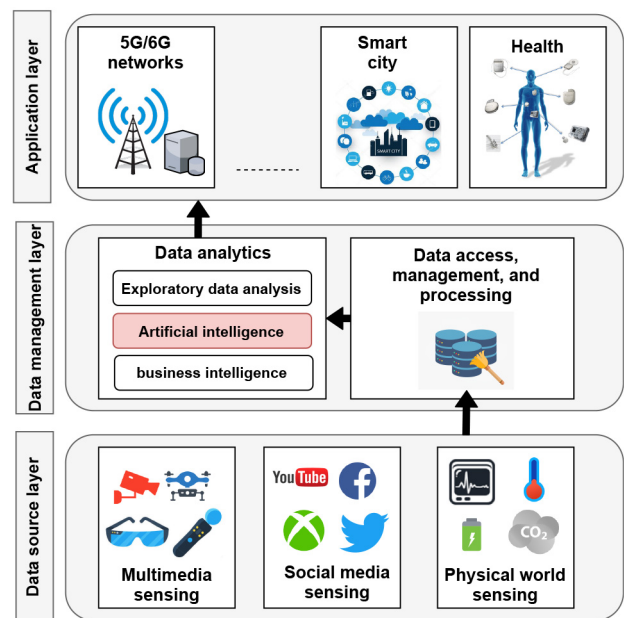 Application layer
5G/6G
networks
Smart
city
SMART CITY
Health
Data management layer
Data analytics
Exploratory data analysis
Artificial intelligence
business intelligence
Data access,
management, and
processing
Data source layer
Multimedia
sensing
YouTube
f
Social media
sensing
CO2
Physical world
sensing